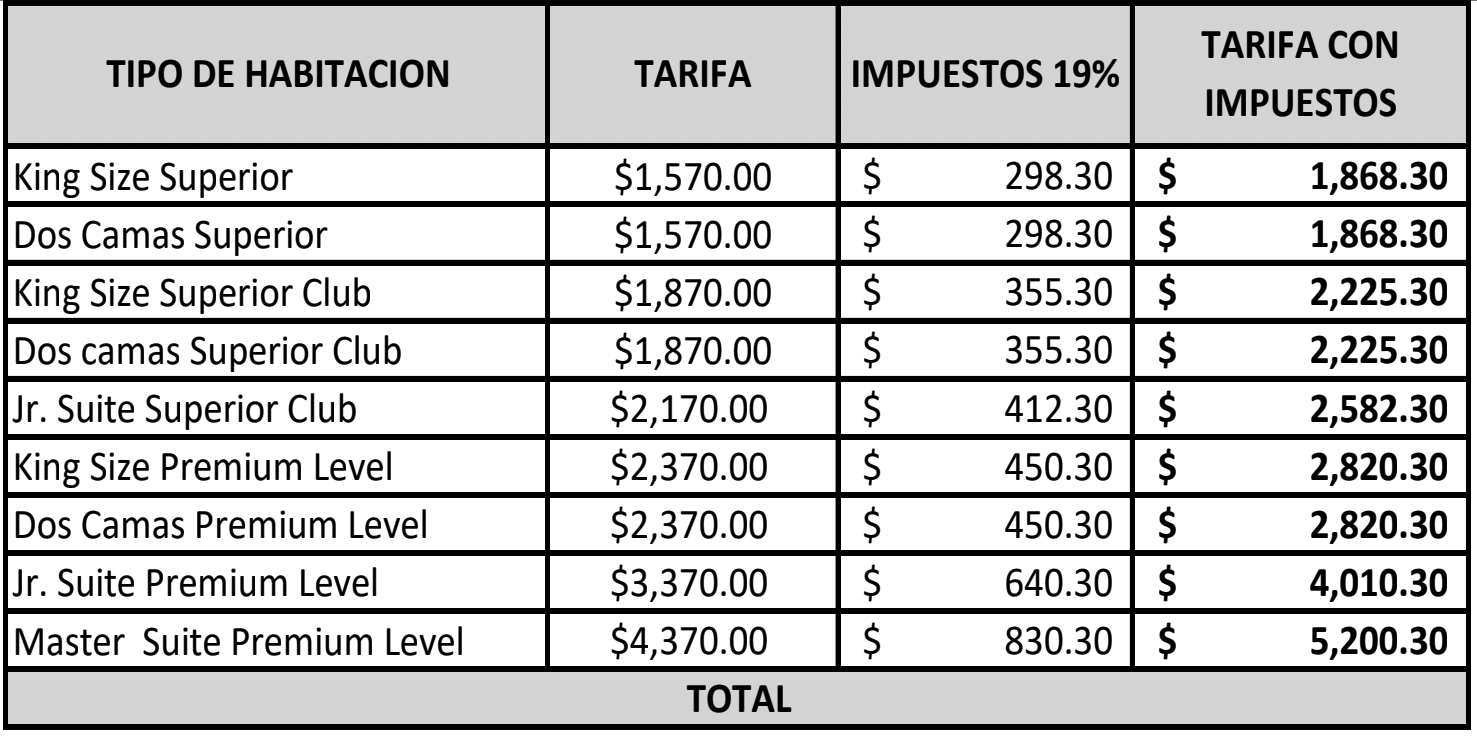 TIPO DE HABITACION TARIFA IMPUESTOS 19% TARIFA CON
IMPUESTOS
King Size Superior $1,570.00 $ 298.30 $ 1,868.30
Dos Camas Superior $1,570.00 $ 298.30 $ 1,868.30
King Size Superior Club $1,870.00 $ 355.30 $ 2,225.30
Dos camas Superior Club $1,870.00 $ 355.30 $ 2,225.30
Jr. Suite Superior Club $2,170.00 $ 412.30 $ 2,582.30
King Size Premium Level $2,370.00 $ 450.30 $ 2,820.30
Dos Camas Premium Level $2,370.00 $ 450.30 $ 2,820.30
Jr. Suite Premium Level $3,370.00 $ 640.30 $ 4,010.30
Master Suite Premium Level $4,370.00 $ 830.30 $ 5,200.30
TOTAL